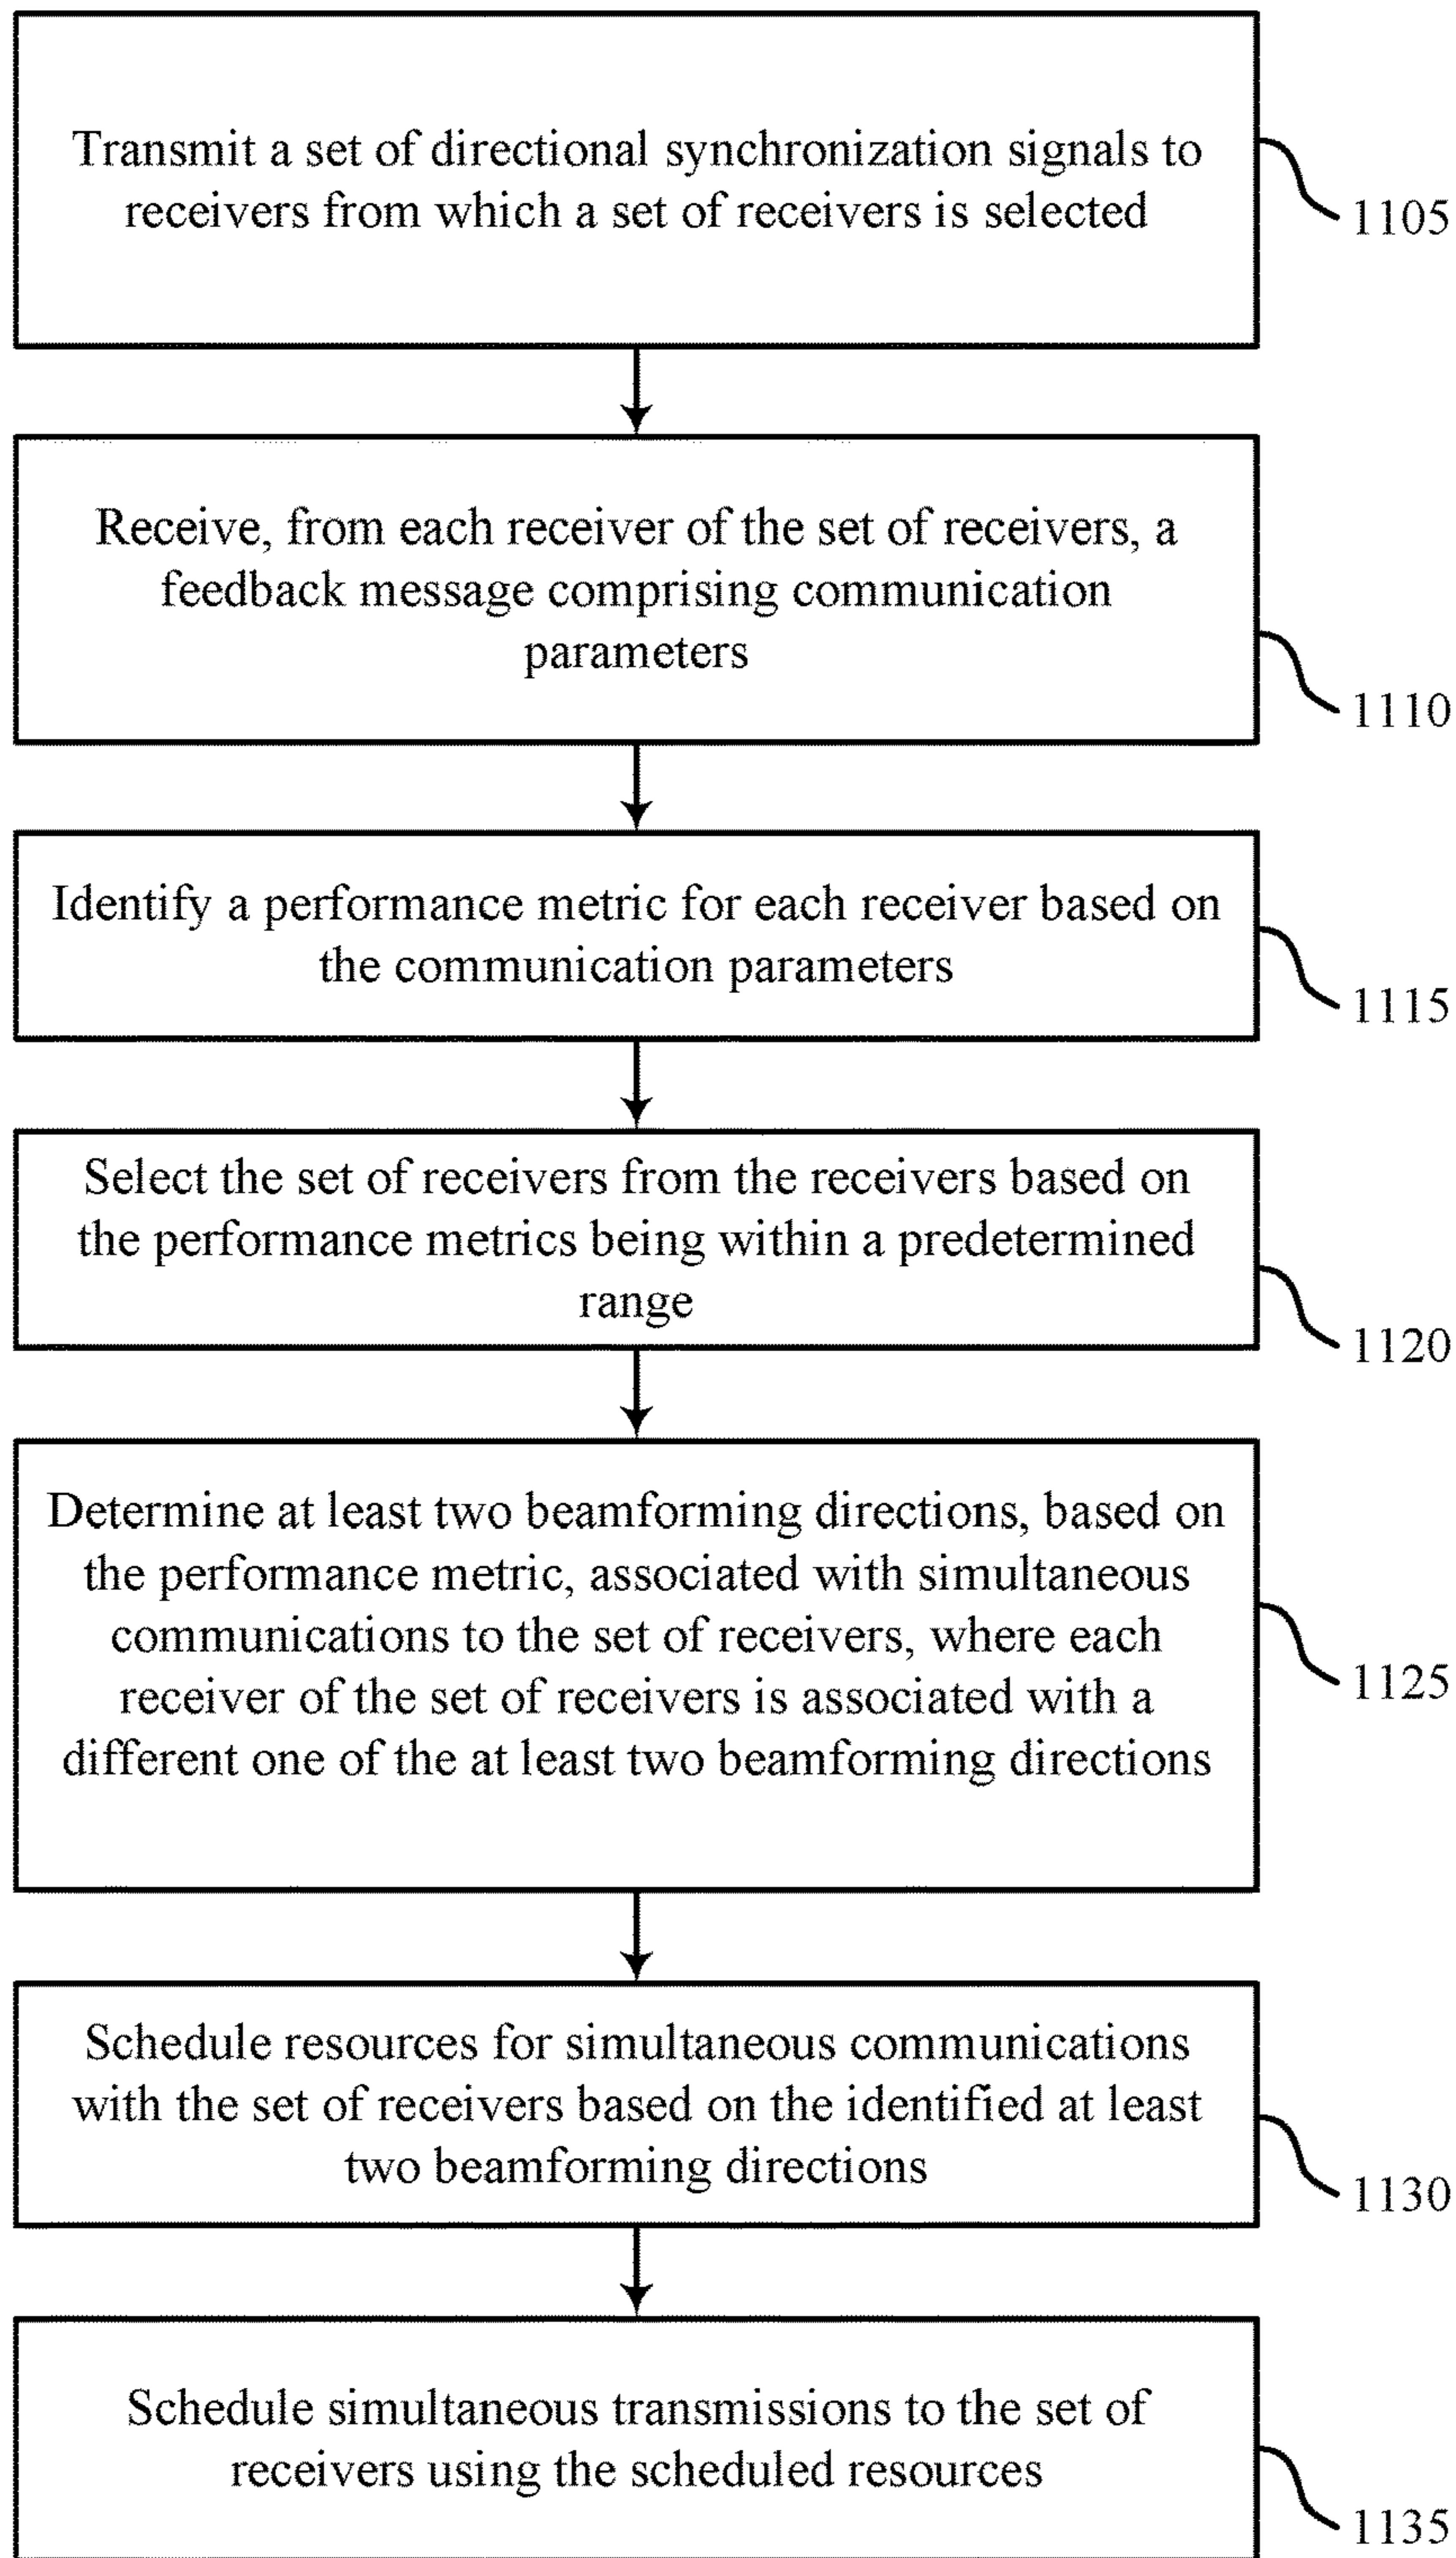 Transmit a set of directional synchronization signals to
receivers from which a set of receivers is selected
1105
Receive, from each receiver of the set of receivers, a
feedback message comprising communication
parameters
1110
Identify a performance metric for each receiver based on
the communication parameters
1115
Select the set of receivers from the receivers based on
the performance metrics being within a predetermined
range
1120
Determine at least two beamforming directions, based on
the performance metric, associated with simultaneous
communications to the set of receivers, where each
receiver of the set of receivers is associated with a
different one of the at least two beamforming directions
1125
Schedule resources for simultaneous communications
with the set of receivers based on the identified at least
two beamforming directions
1130
Schedule simultaneous transmissions to the set of
receivers using the scheduled resources
1135